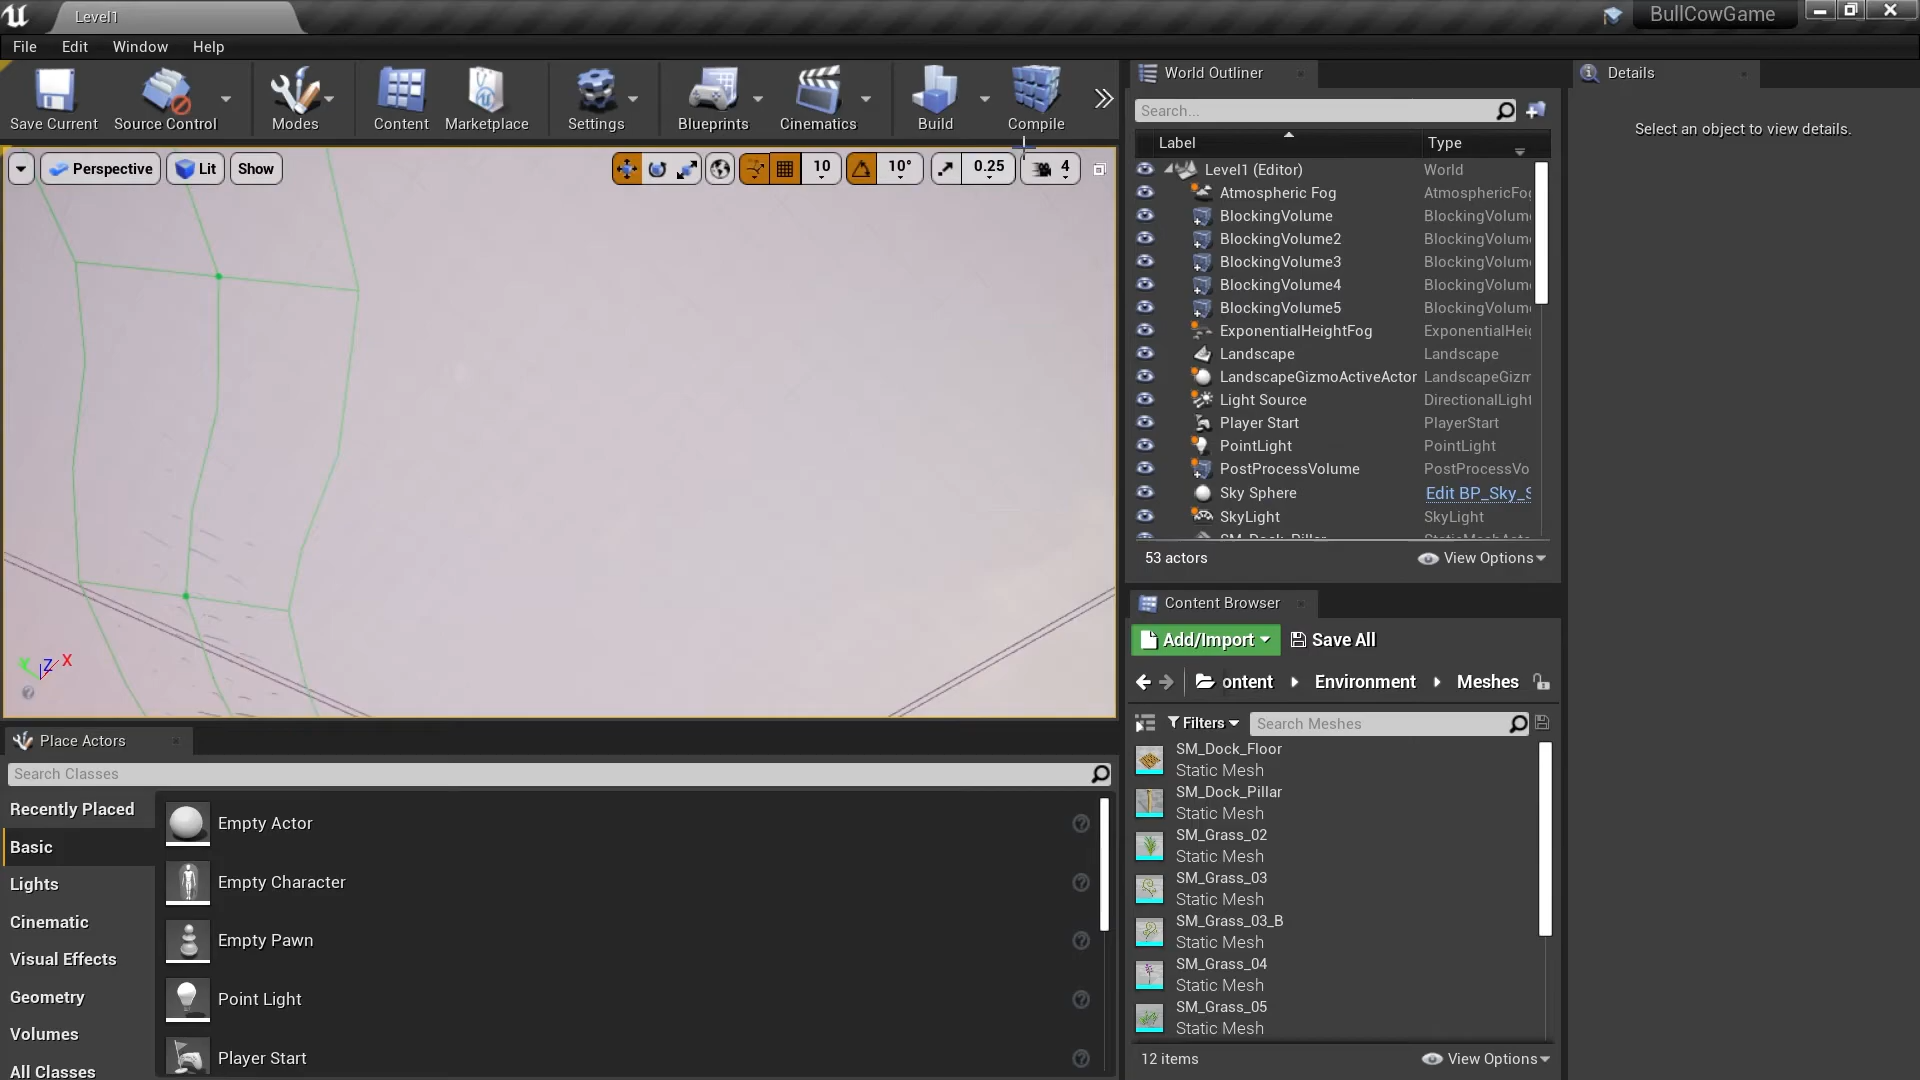 Level1
BullCowGame
File Edit Window Help
Save Current
Source Control
Modes
Content
Marketplace
Settings
Blueprints
Cinematics
Build
Compile
Perspective
Lit
Show
10
10°
0.25
4
X
Y
Z
World Outliner
Search...
Label Type
Level1 (Editor) World
Atmospheric Fog AtmosphericFog
BlockingVolume BlockingVolum
BlockingVolume2 BlockingVolum
BlockingVolume3 BlockingVolum
BlockingVolume4 BlockingVolum
BlockingVolume5 BlockingVolum
ExponentialHeightFog ExponentialHeig
Landscape Landscape
LandscapeGizmoActiveActor LandscapeGizm
Light Source DirectionalLight
Player Start PlayerStart
PointLight PointLight
PostProcessVolume PostProcessVo
Sky Sphere Edit BP_Sky_S
SkyLight SkyLight
53 actors
View Options
Details
Select an object to view details.
Content Browser
Add/Import
Save All
ontent Environment Meshes
Filters
Search Meshes
SM_Dock_Floor
Static Mesh
SM_Dock_Pillar
Static Mesh
SM_Grass_02
Static Mesh
SM_Grass_03
Static Mesh
SM_Grass_03_B
Static Mesh
SM_Grass_04
Static Mesh
SM_Grass_05
Static Mesh
12 items
View Options
Place Actors
Search Classes
Recently Placed
Basic
Lights
Cinematic
Visual Effects
Geometry
Volumes
All Classes
Empty Actor
Empty Character
Empty Pawn
Point Light
Player Start